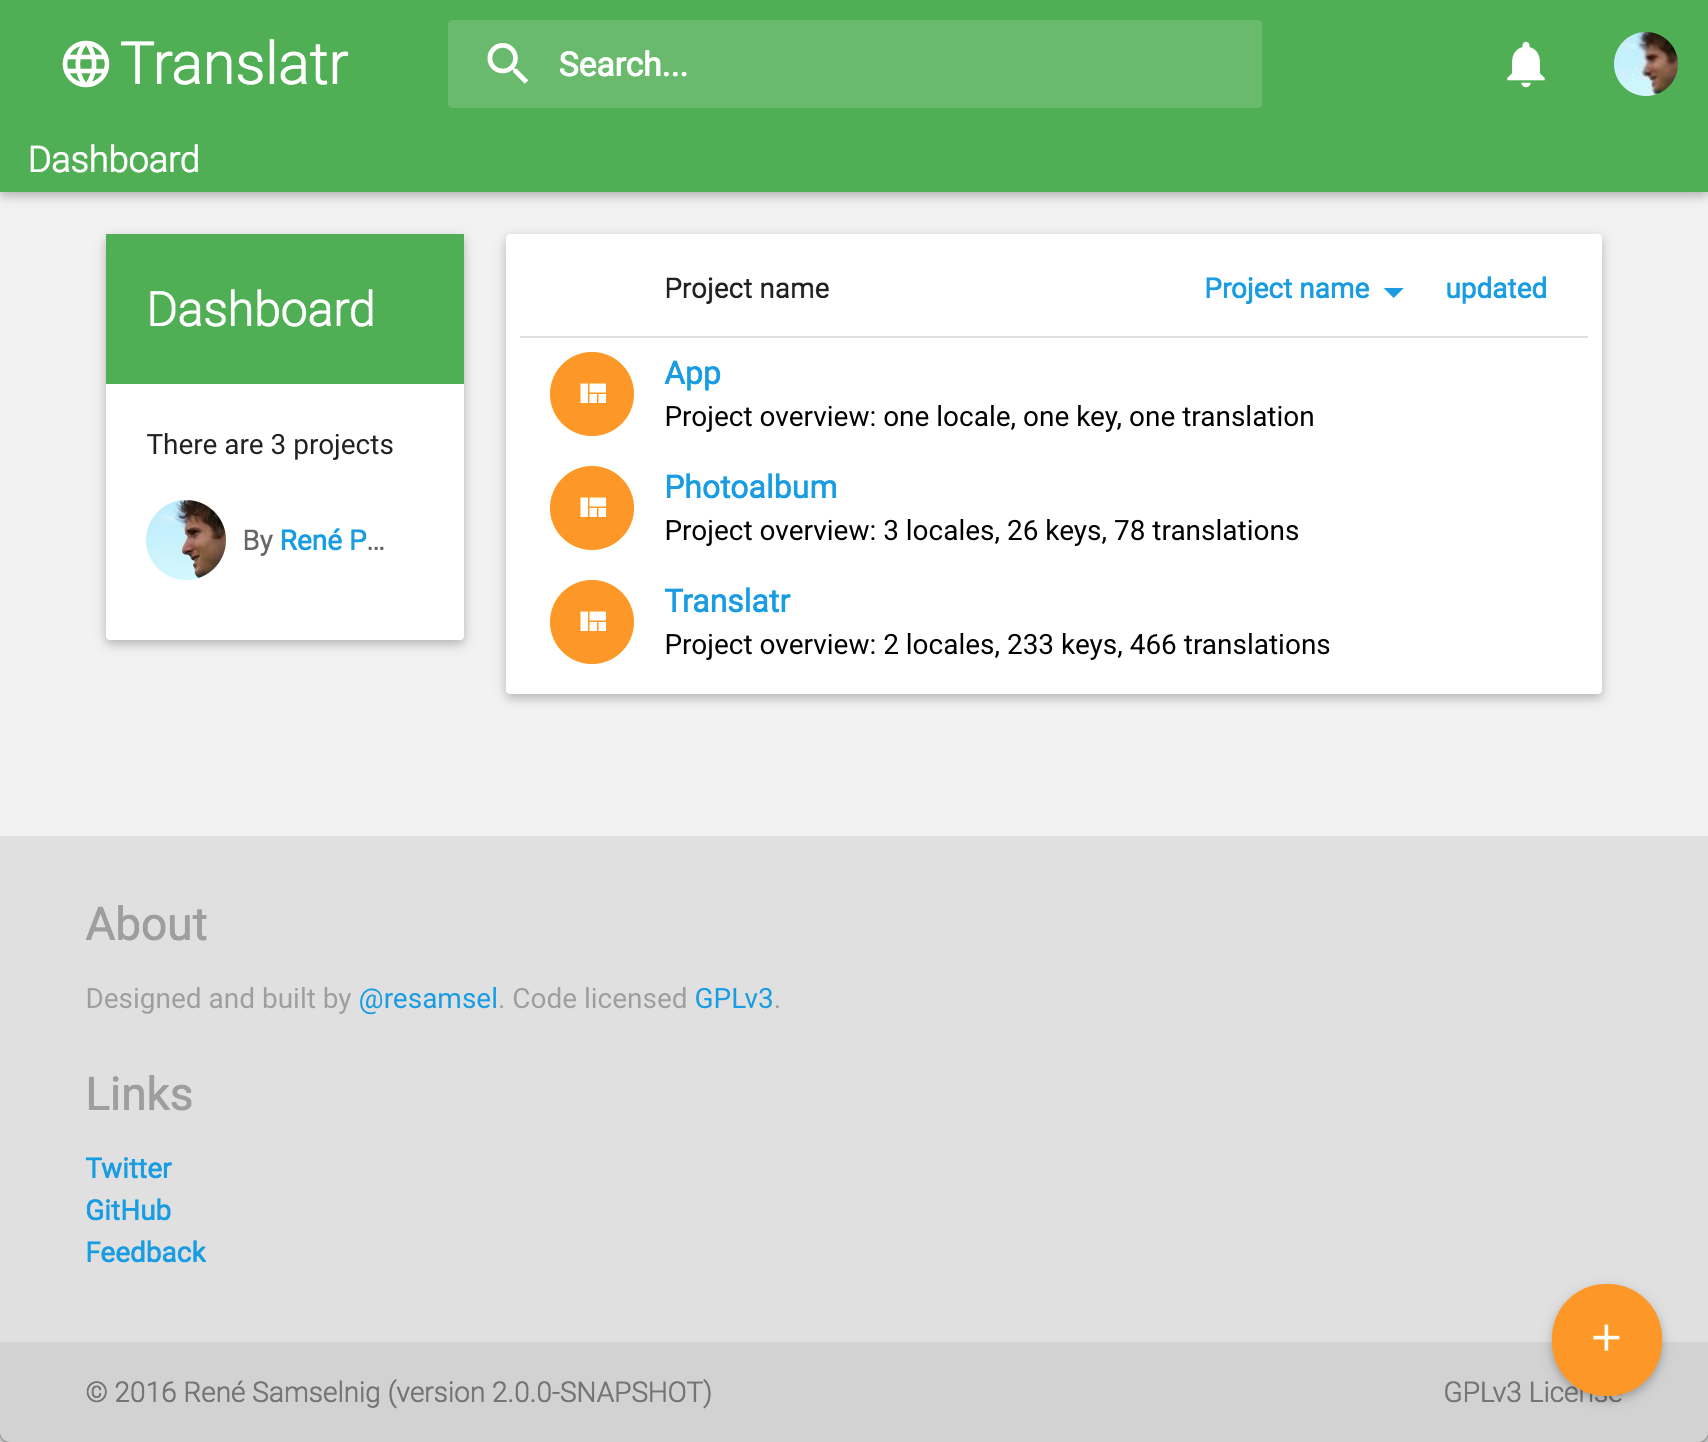 Translatr
Search...
Dashboard
Dashboard
There are 3 projects
By René P...
Project name
Project name updated
App
Project overview: one locale, one key, one translation
Photoalbum
Project overview: 3 locales, 26 keys, 78 translations
Translatr
Project overview: 2 locales, 233 keys, 466 translations
About
Designed and built by @resamsel. Code licensed GPLv3.
Links
Twitter
GitHub
Feedback
© 2016 René Samselnig (version 2.0.0-SNAPSHOT)
GPLv3 License